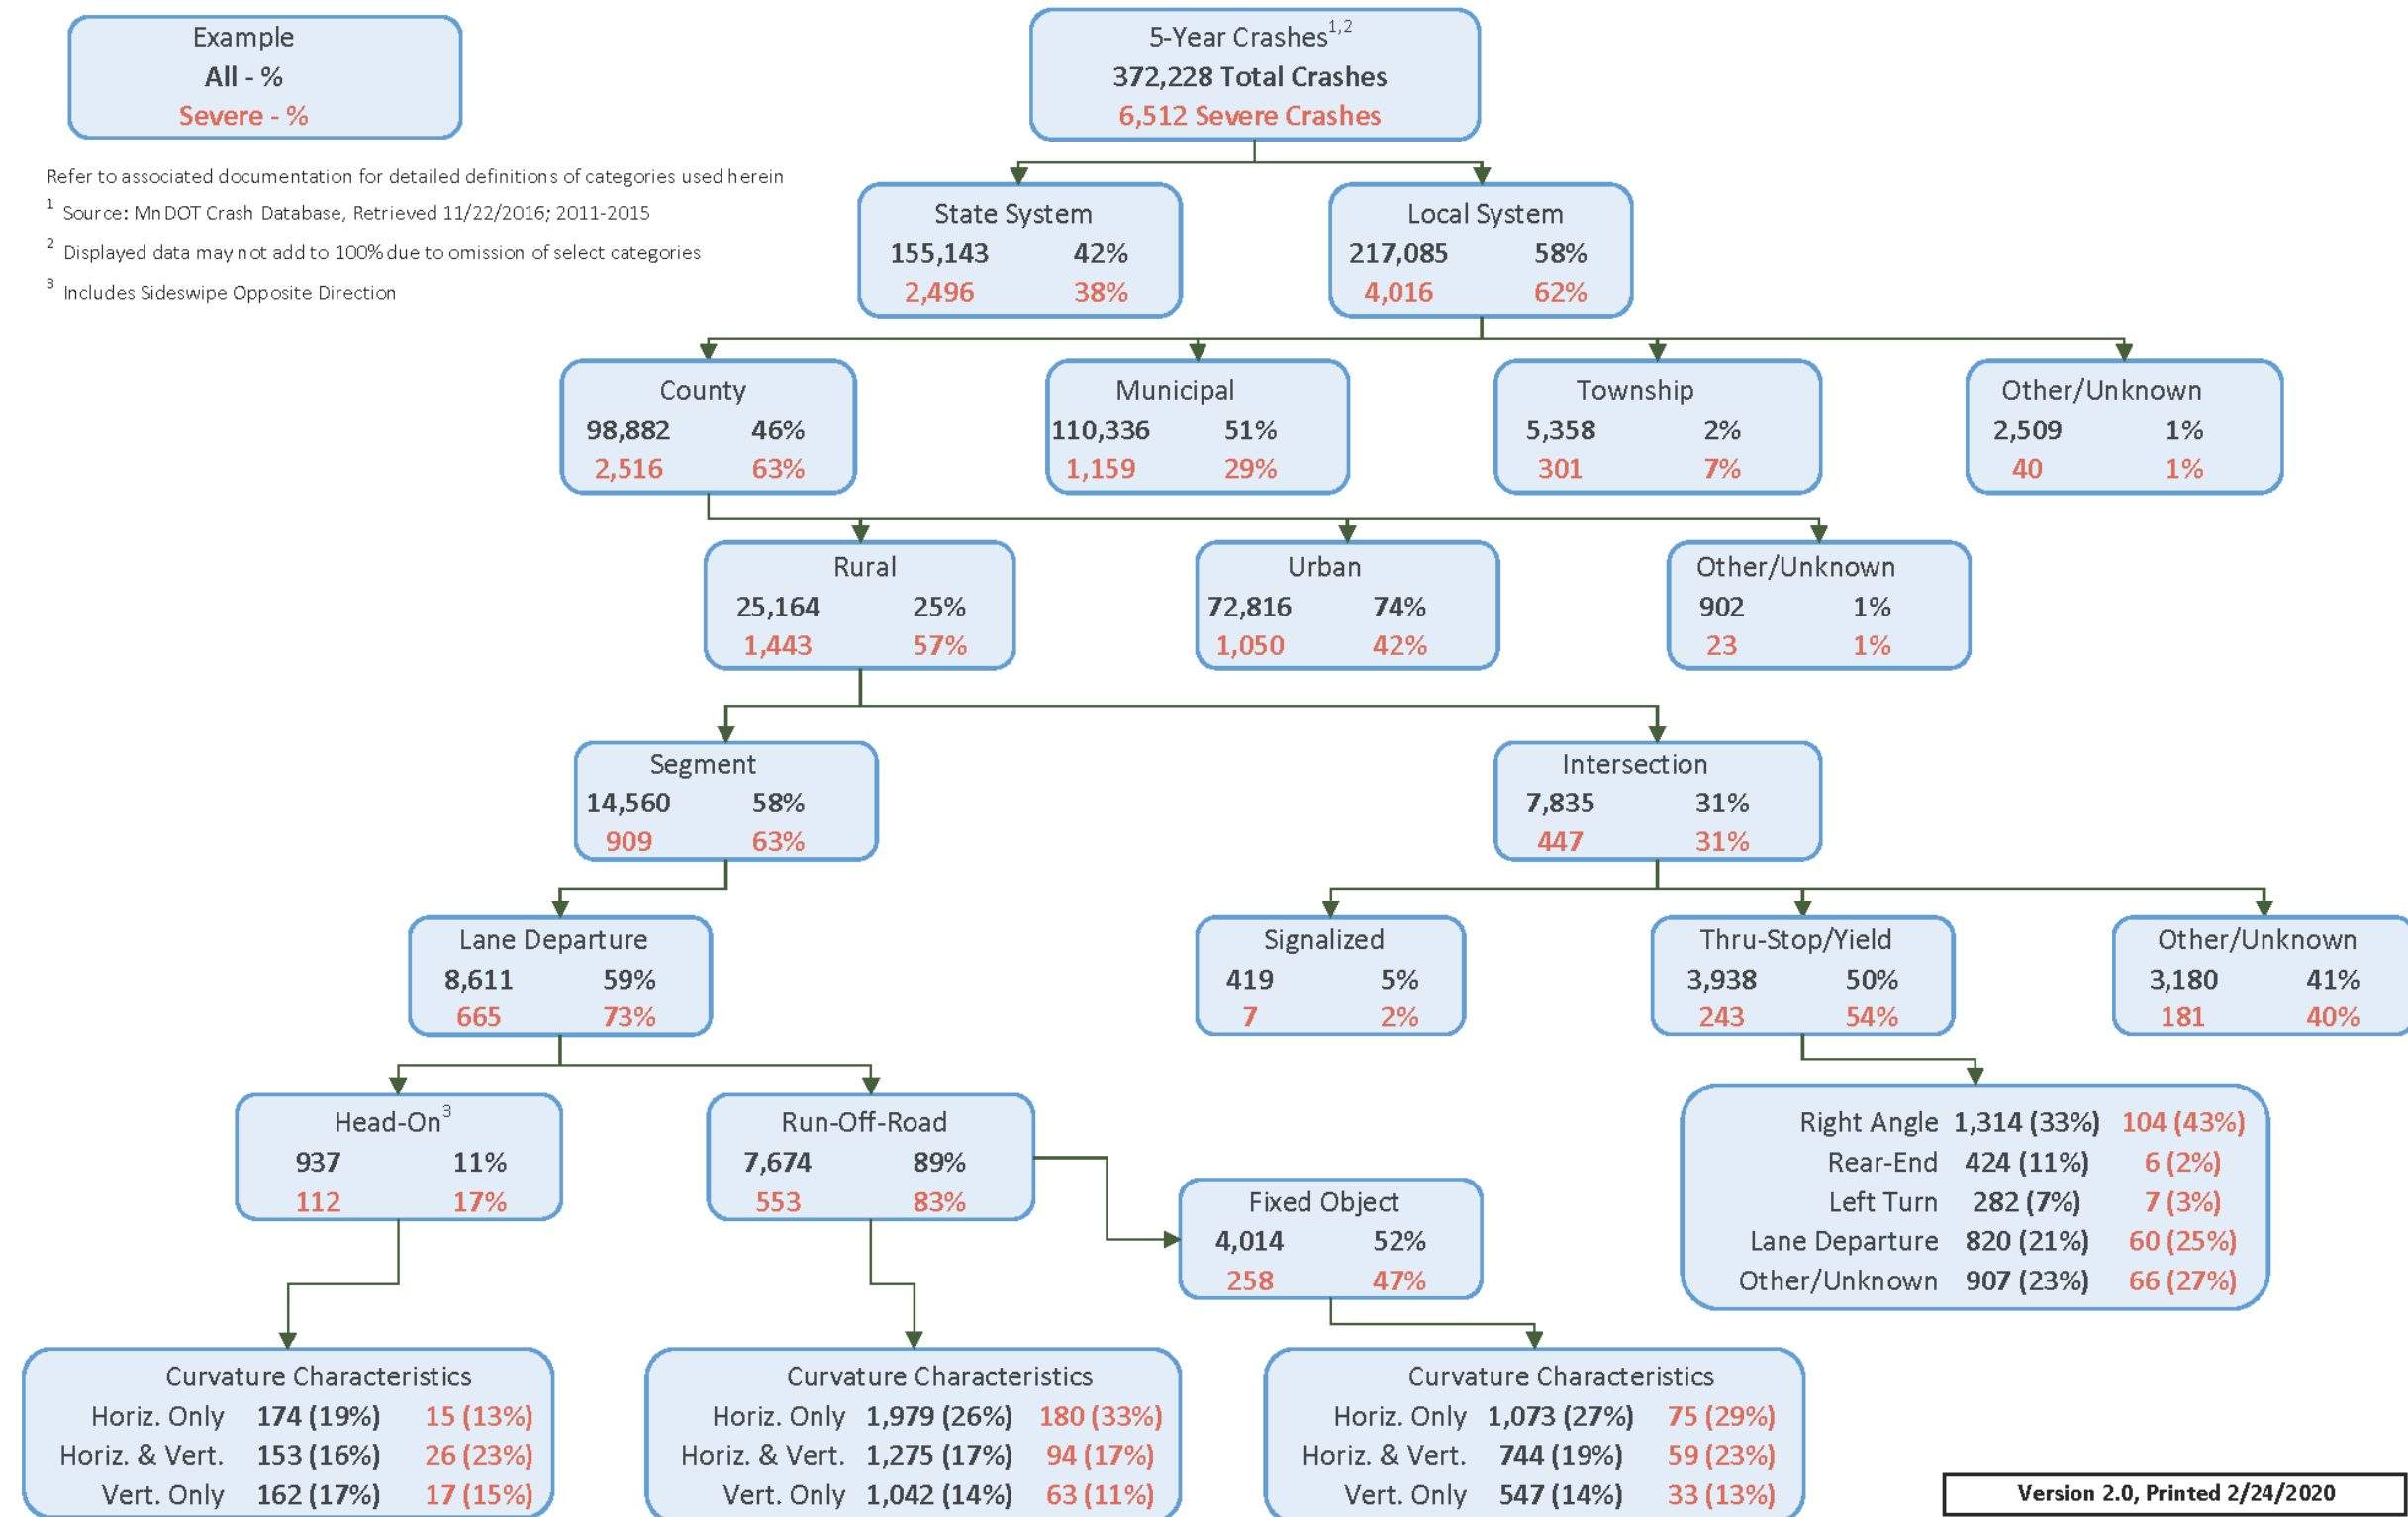 Example
All - %
Severe - %
5-Year Crashes1,2
372,228 Total Crashes
6,512 Severe Crashes
Refer to associated documentation for detailed definitions of categories used herein
1 Source: MnDOT Crash Database, Retrieved 11/22/2016; 2011-2015
2 Displayed data may not add to 100% due to omission of select categories
3 Includes Sideswipe Opposite Direction
State System
155,143 42%
2,496 38%
Local System
217,085 58%
4,016 62%
County
98,882 46%
2,516 63%
Municipal
110,336 51%
1,159 29%
Township
5,358 2%
301 7%
Other/Unknown
2,509 1%
40 1%
Rural
25,164 25%
1,443 57%
Urban
72,816 74%
1,050 42%
Other/Unknown
902 1%
23 1%
Segment
14,560 58%
909 63%
Intersection
7,835 31%
447 31%
Lane Departure
8,611 59%
665 73%
Signalized
419 5%
7 2%
Thru-Stop/Yield
3,938 50%
243 54%
Other/Unknown
3,180 41%
181 40%
Head-On3
937 11%
112 17%
Run-Off-Road
7,674 89%
553 83%
Fixed Object
4,014 52%
258 47%
Right Angle 1,314 (33%) 104 (43%)
Rear-End 424 (11%) 6 (2%)
Left Turn 282 (7%) 7 (3%)
Lane Departure 820 (21%) 60 (25%)
Other/Unknown 907 (23%) 66 (27%)
Curvature Characteristics
Horiz. Only 174 (19%) 15 (13%)
Horiz. & Vert. 153 (16%) 26 (23%)
Vert. Only 162 (17%) 17 (15%)
Curvature Characteristics
Horiz. Only 1,979 (26%) 180 (33%)
Horiz. & Vert. 1,275 (17%) 94 (17%)
Vert. Only 1,042 (14%) 63 (11%)
Curvature Characteristics
Horiz. Only 1,073 (27%) 75 (29%)
Horiz. & Vert. 744 (19%) 59 (23%)
Vert. Only 547 (14%) 33 (13%)
Version 2.0, Printed 2/24/2020